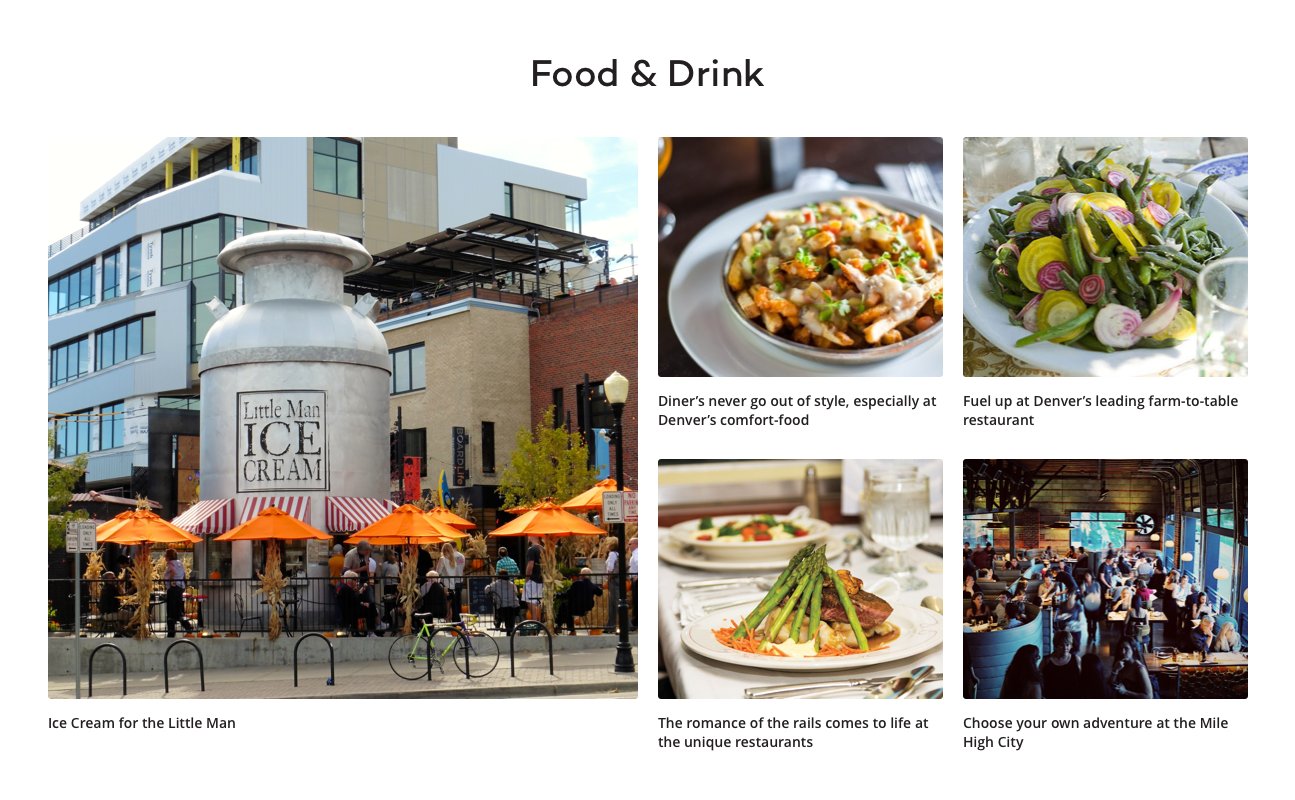 Food & Drink
Little Man
ICE
CREAM
BOARD
Ice Cream for the Little Man
Diner’s never go out of style, especially at
Denver’s comfort-food
Fuel up at Denver’s leading farm-to-table
restaurant
The romance of the rails comes to life at
the unique restaurants
Choose your own adventure at the Mile
High City